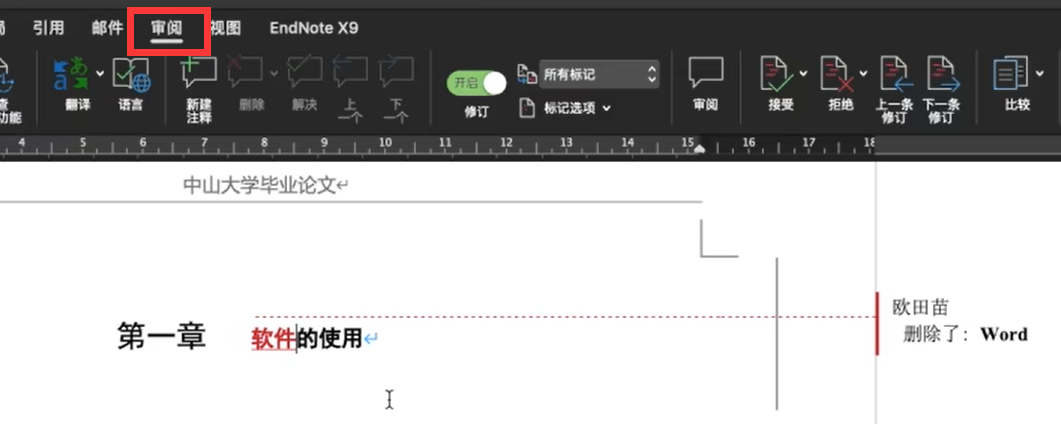 引用 邮件 审阅 视图 EndNote X9
翻译 语言 新建注释 删除 解决 上一个 下一个 开启 修订 所有标记 标记选项 审阅 接受 拒绝 上一条修订 下一条修订 比较
4 5 6 7 8 9 10 11 12 13 14 15 16 17 18
中山大学毕业论文
第一章 软件的使用
欧田苗
删除了：Word